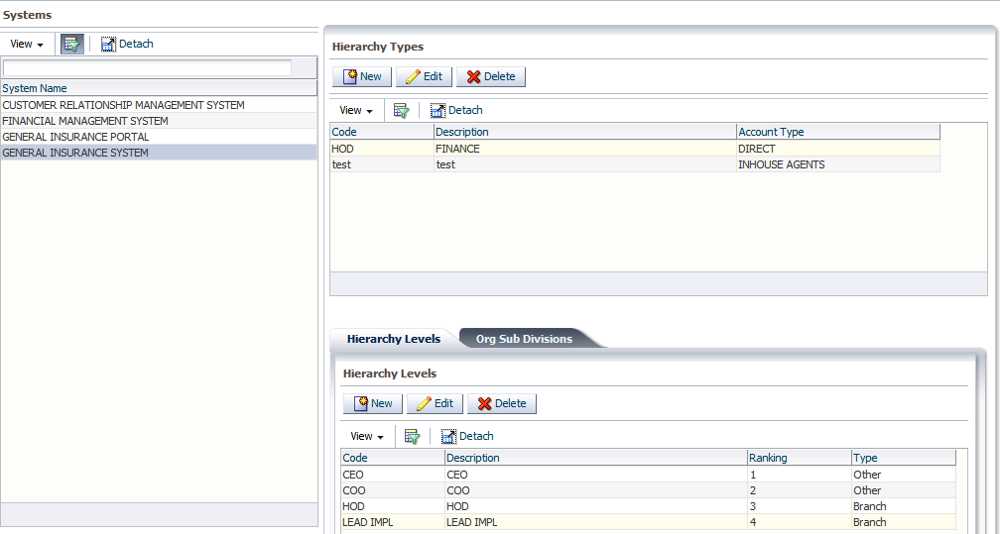 Systems
View
Detach
System Name
CUSTOMER RELATIONSHIP MANAGEMENT SYSTEM
FINANCIAL MANAGEMENT SYSTEM
GENERAL INSURANCE PORTAL
GENERAL INSURANCE SYSTEM
Hierarchy Types
New Edit Delete
View Detach
Code Description Account Type
HOD FINANCE DIRECT
test test INHOUSE AGENTS
Hierarchy Levels Org Sub Divisions
Hierarchy Levels
New Edit Delete
View Detach
Code Description Ranking Type
CEO CEO 1 Other
COO COO 2 Other
HOD HOD 3 Branch
LEAD IMPL LEAD IMPL 4 Branch